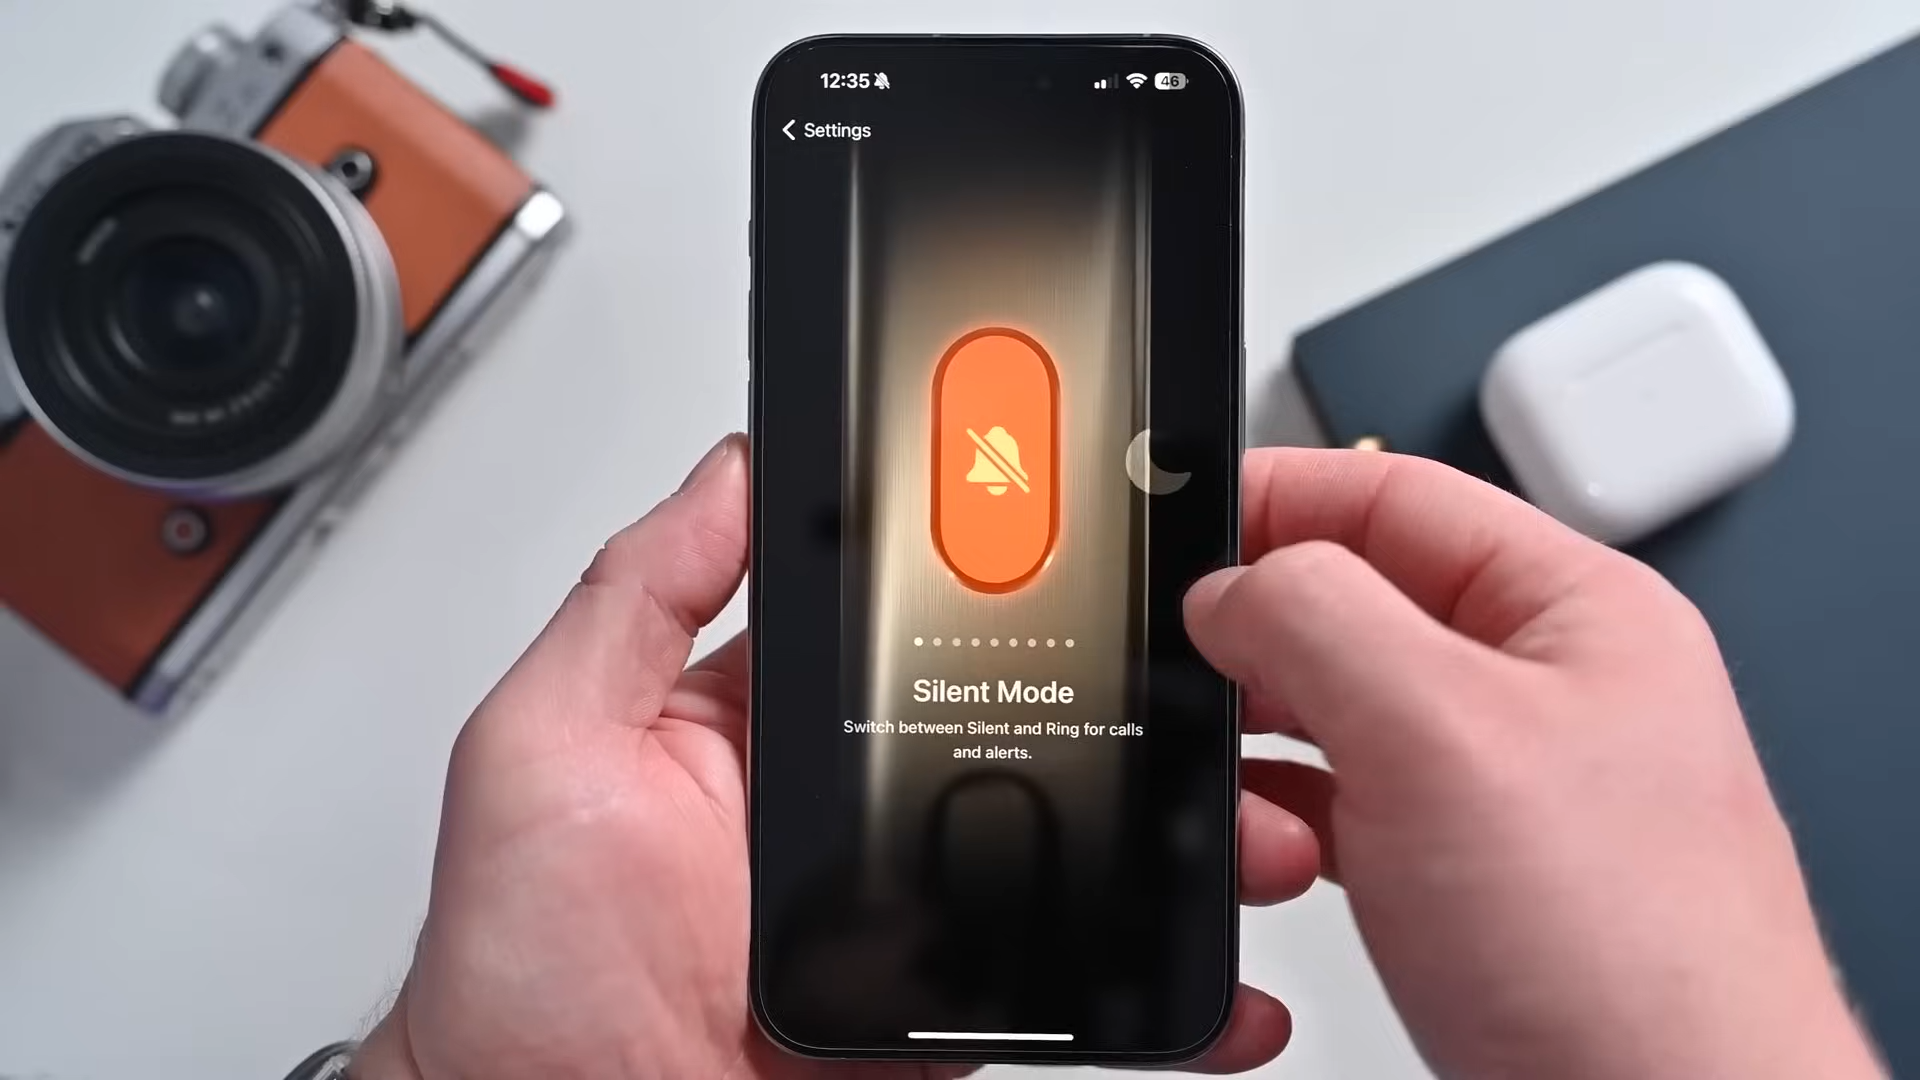 12:35
46
Settings
Silent Mode
Switch between Silent and Ring for calls
and alerts.